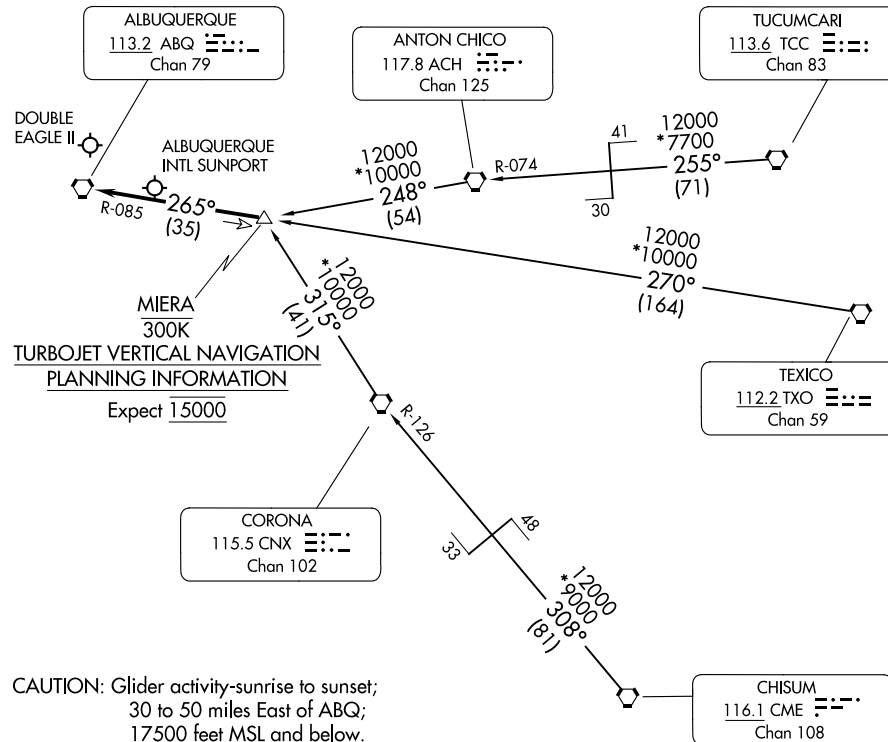 ALBUQUERQUE
113.2 ABQ
Chan 79
ANTON CHICO
117.8 ACH
Chan 125
TUCUMCARI
113.6 TCC
Chan 83
DOUBLE
EAGLE II
ALBUQUERQUE
INTL SUNPORT
R-085
265°
(35)
12000
*10000
248°
(54)
R-074
41
30
12000
*7700
255°
(71)
12000
*10000
270°
(164)
MIERA
300K
TURBOJET VERTICAL NAVIGATION
PLANNING INFORMATION
Expect 15000
12000
*10000
315°
(41)
TEXICO
112.2 TXO
Chan 59
R-126
CORONA
115.5 CNX
Chan 102
48
33
12000
*9000
308°
(81)
CHISUM
116.1 CME
Chan 108
CAUTION: Glider activity-sunrise to sunset;
30 to 50 miles East of ABQ;
17500 feet MSL and below.